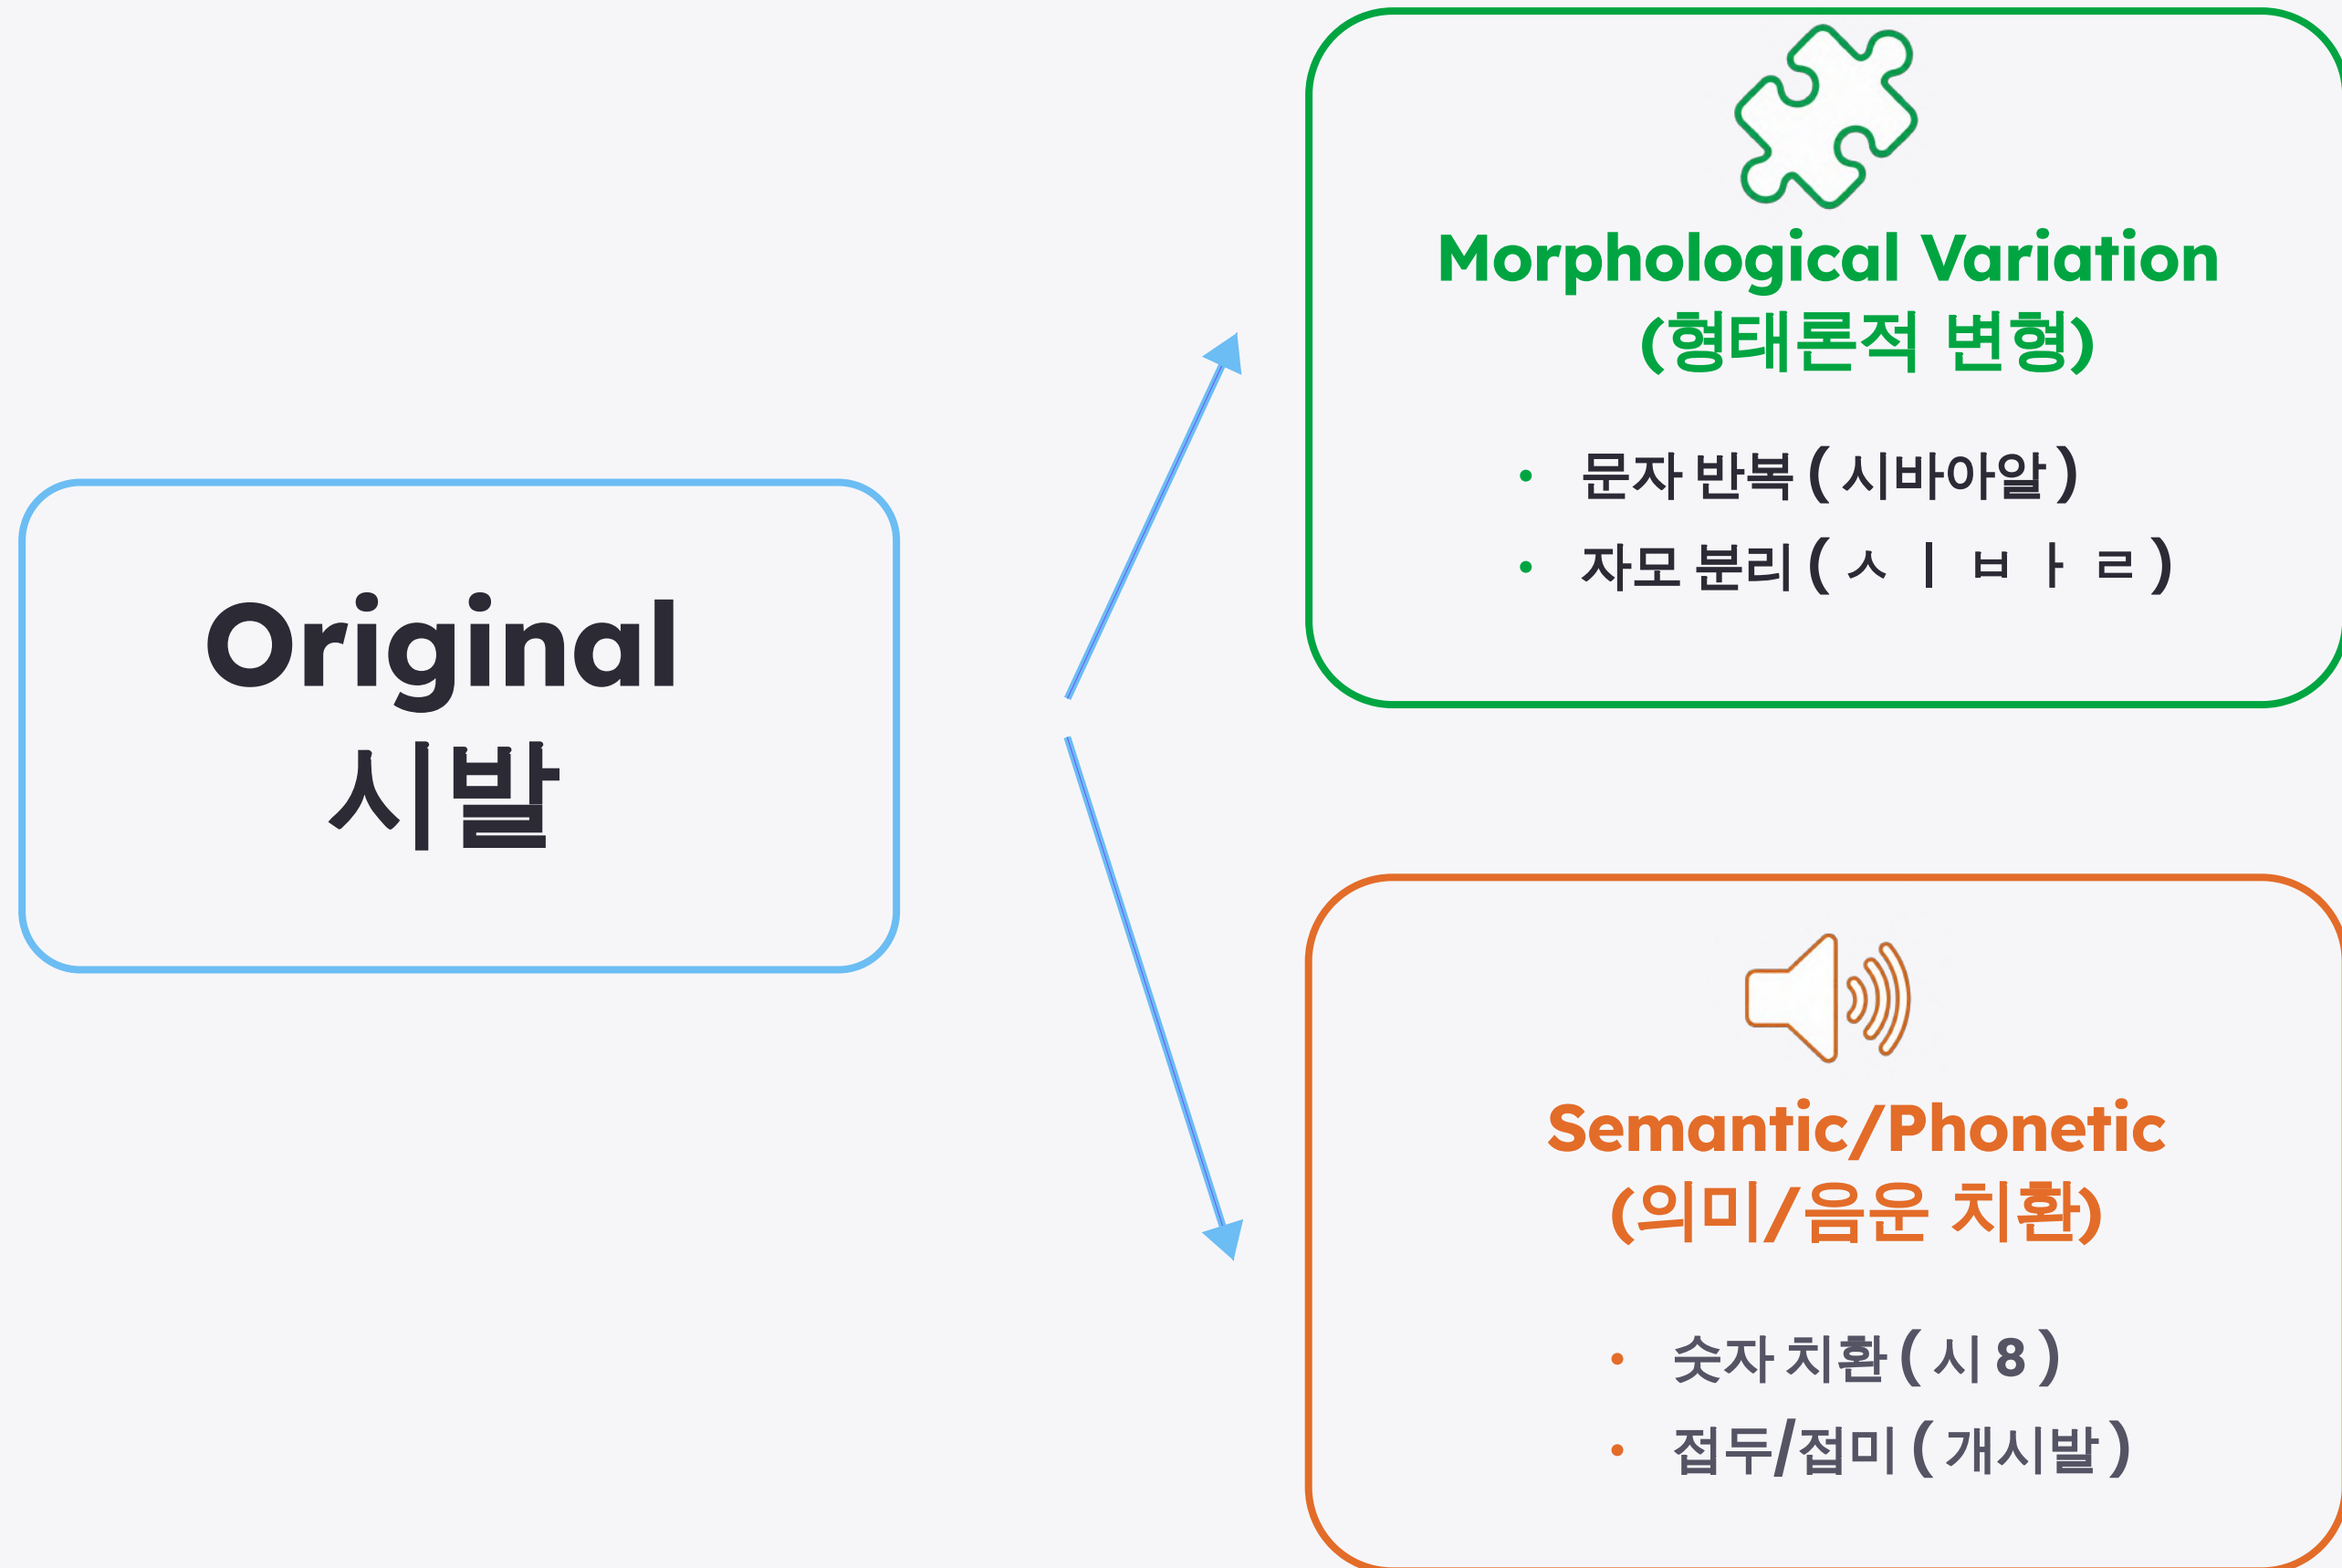 Original
시발
Morphological Variation
(형태론적 변형)
• 문자 반복(시바아알)
• 자모 분리(ㅅ ㅣ ㅂ ㅏ ㄹ)
Semantic/Phonetic
(의미/음운 치환)
• 숫자 치환(시8)
• 접두/접미(개시발)